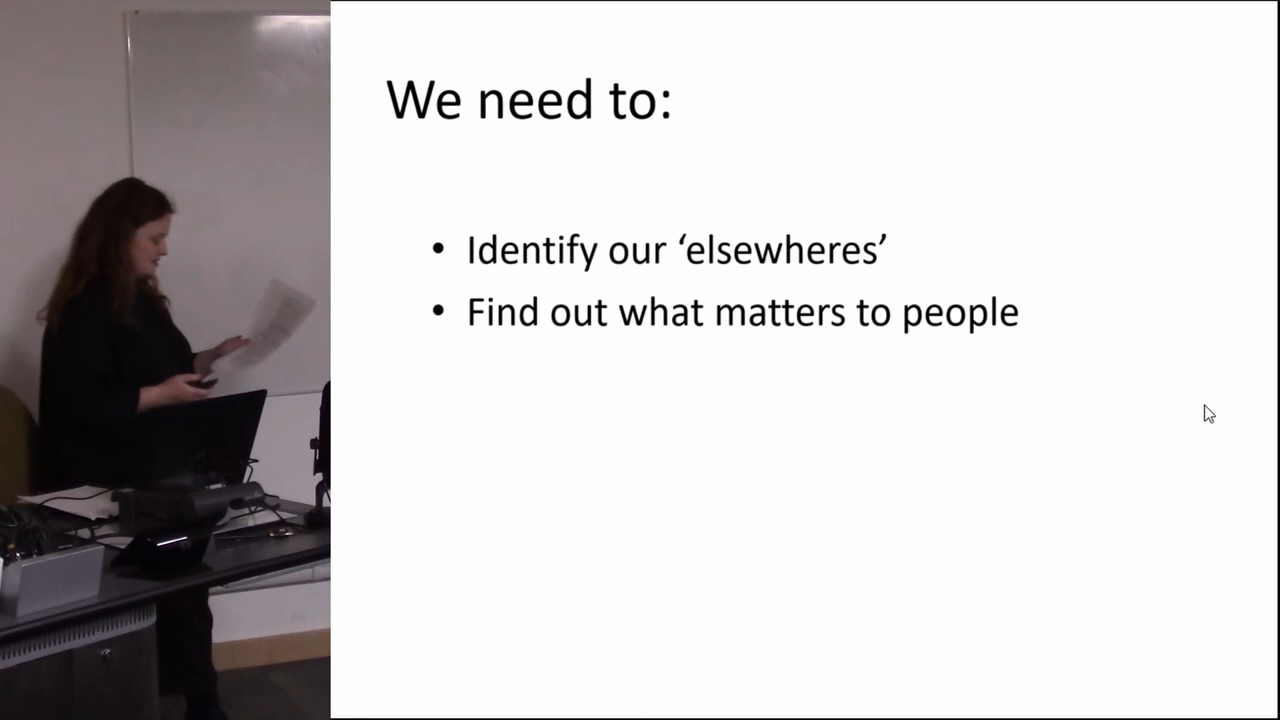 We need to:
• Identify our ‘elsewheres’
• Find out what matters to people